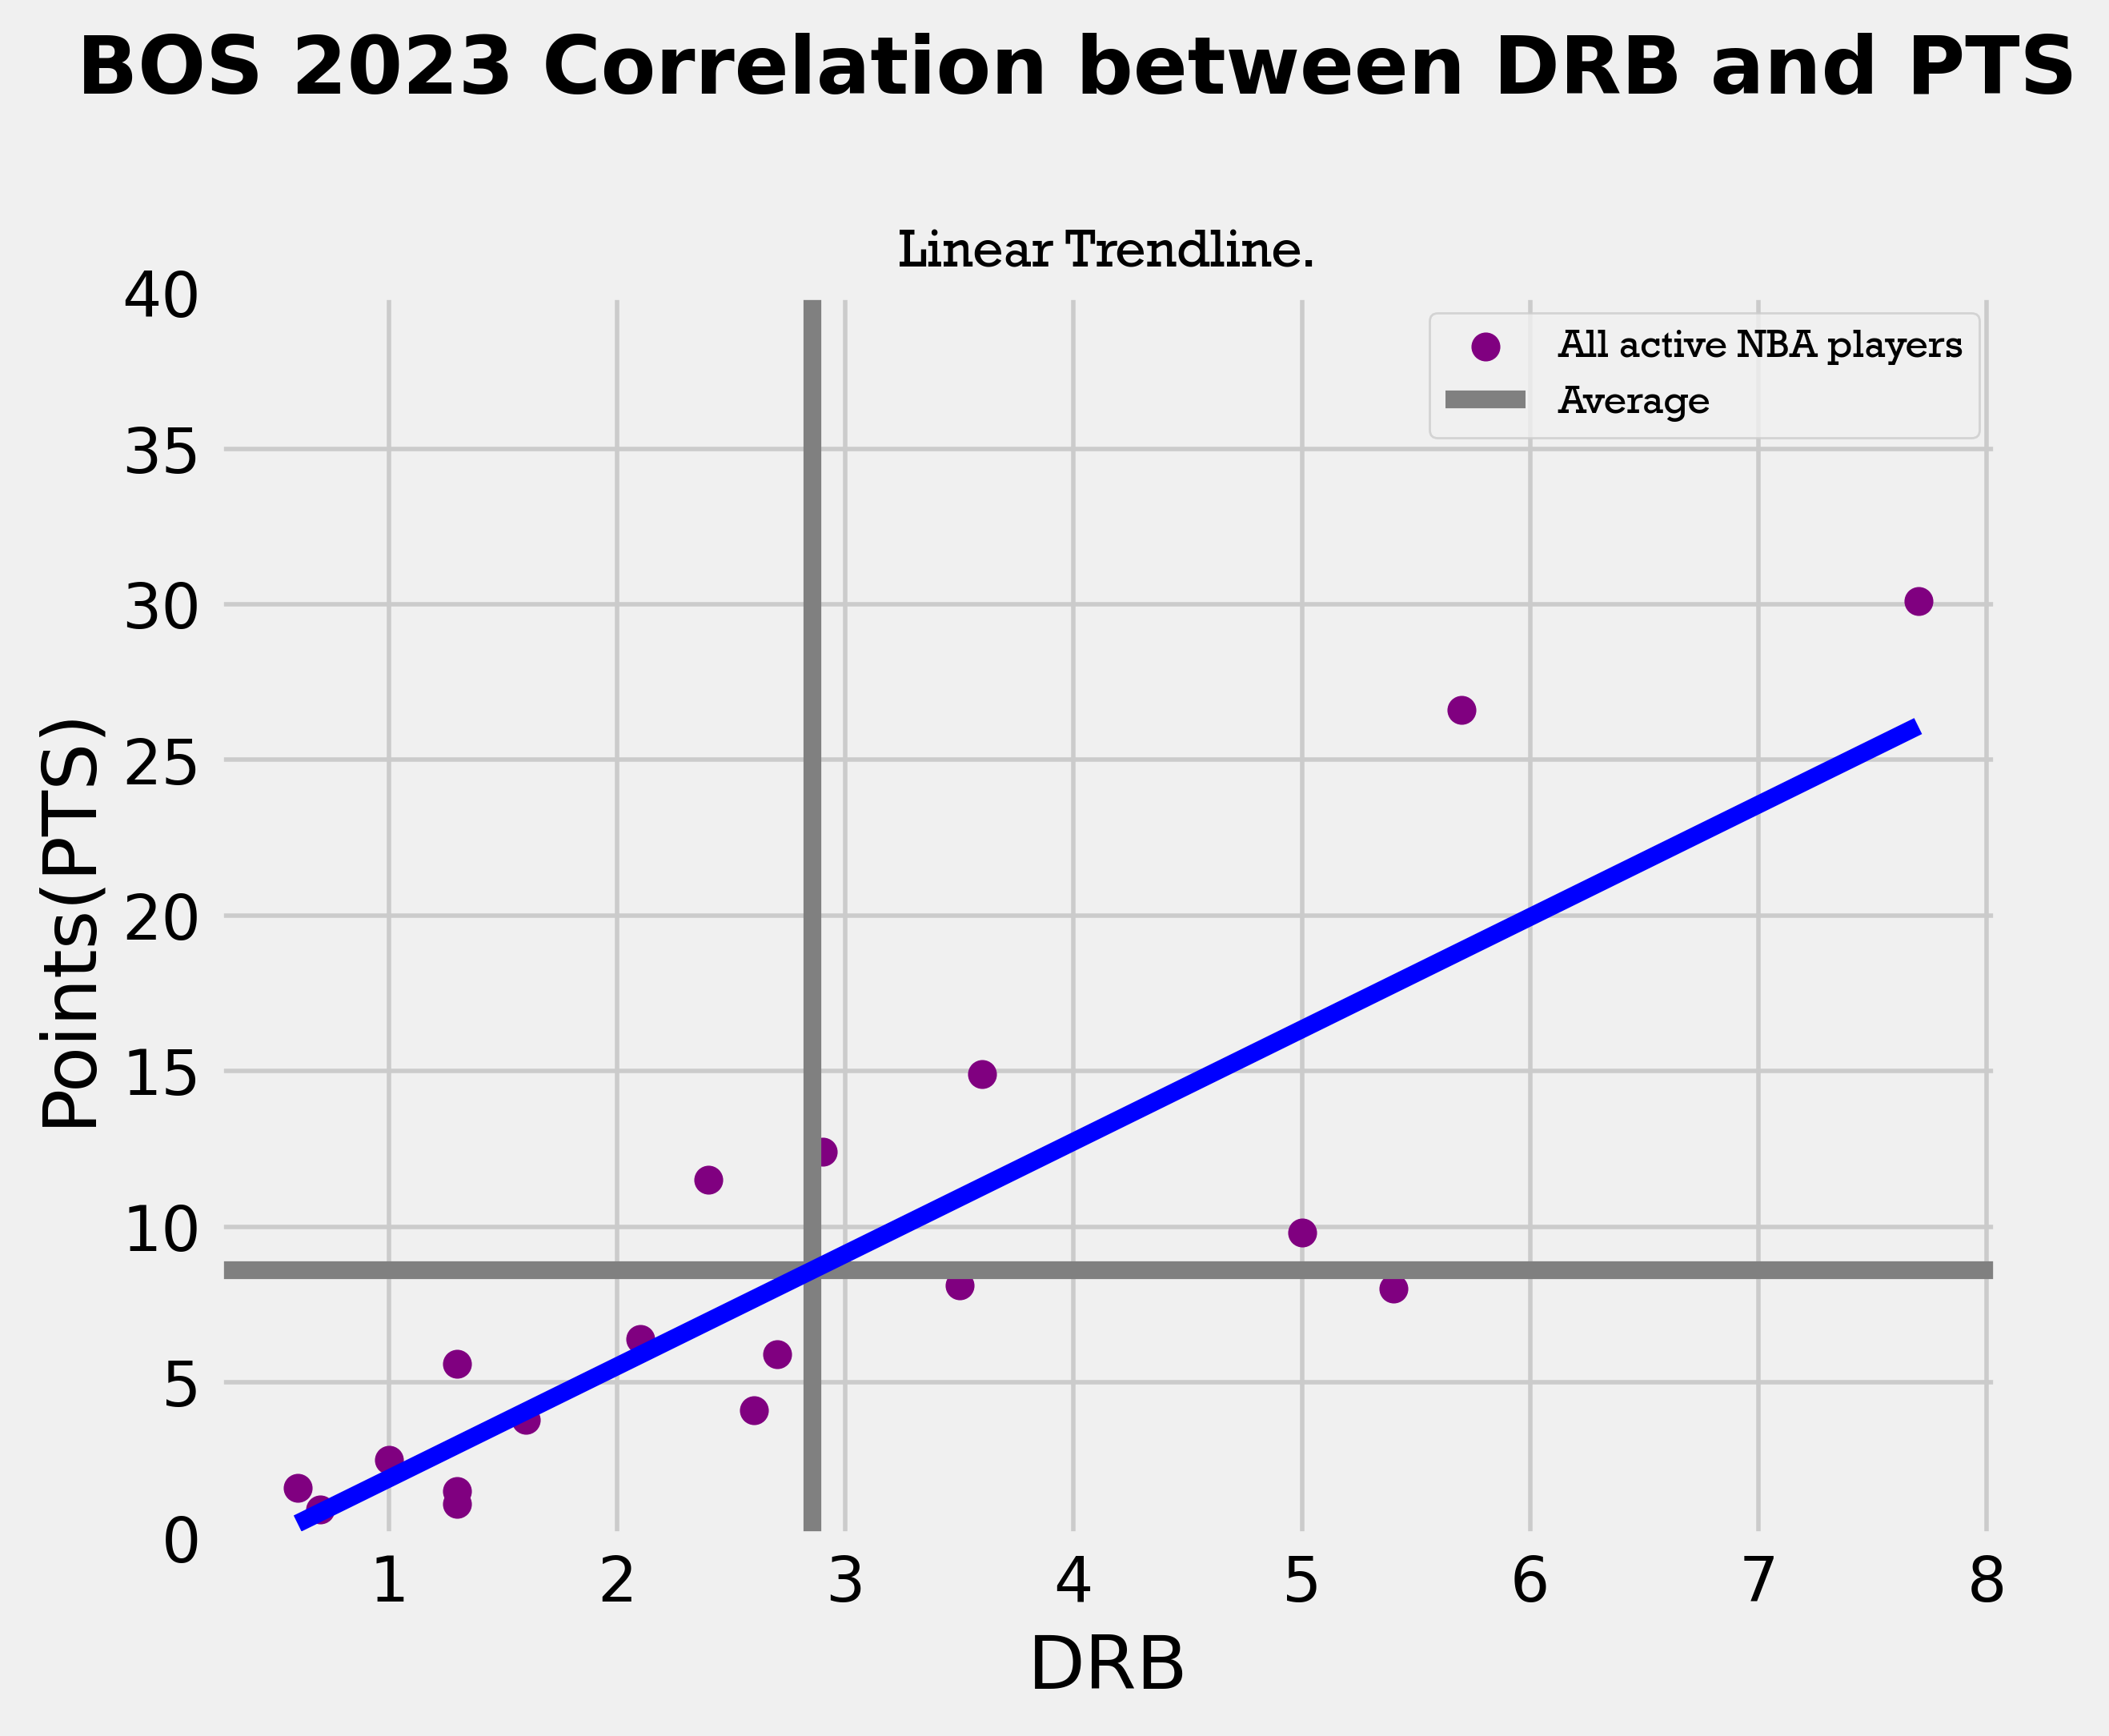 BOS 2023 Correlation between DRB and PTS
Linear Trendline.
All active NBA players
Average
Points(PTS)
40
35
30
25
20
15
10
5
0
1 2 3 4 5 6 7 8
DRB